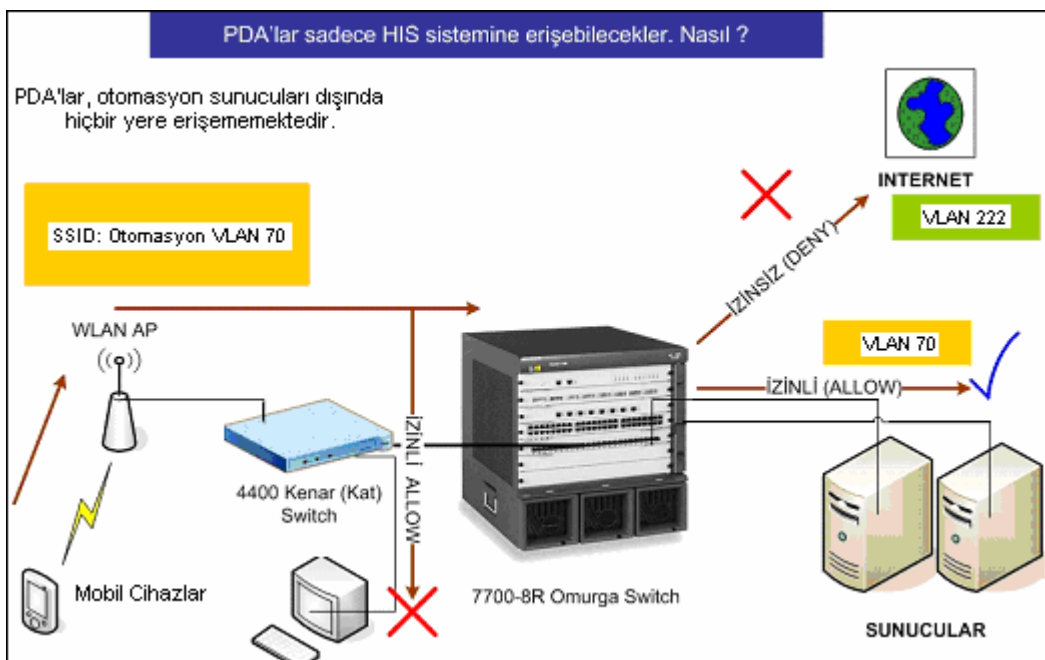 PDA'lar sadece HIS sistemine erişebilecekler. Nasıl ?
PDA'lar, otomasyon sunucuları dışında
hiçbir yere erişememektedir.
INTERNET
VLAN 222
SSID: Otomasyon VLAN 70
İZİNSİZ (DENY)
WLAN AP
VLAN 70
İZİNLİ (ALLOW)
İZİNLİ ALLOW
4400 Kenar (Kat)
Switch
Mobil Cihazlar
7700-8R Omurga Switch
SUNUCULAR